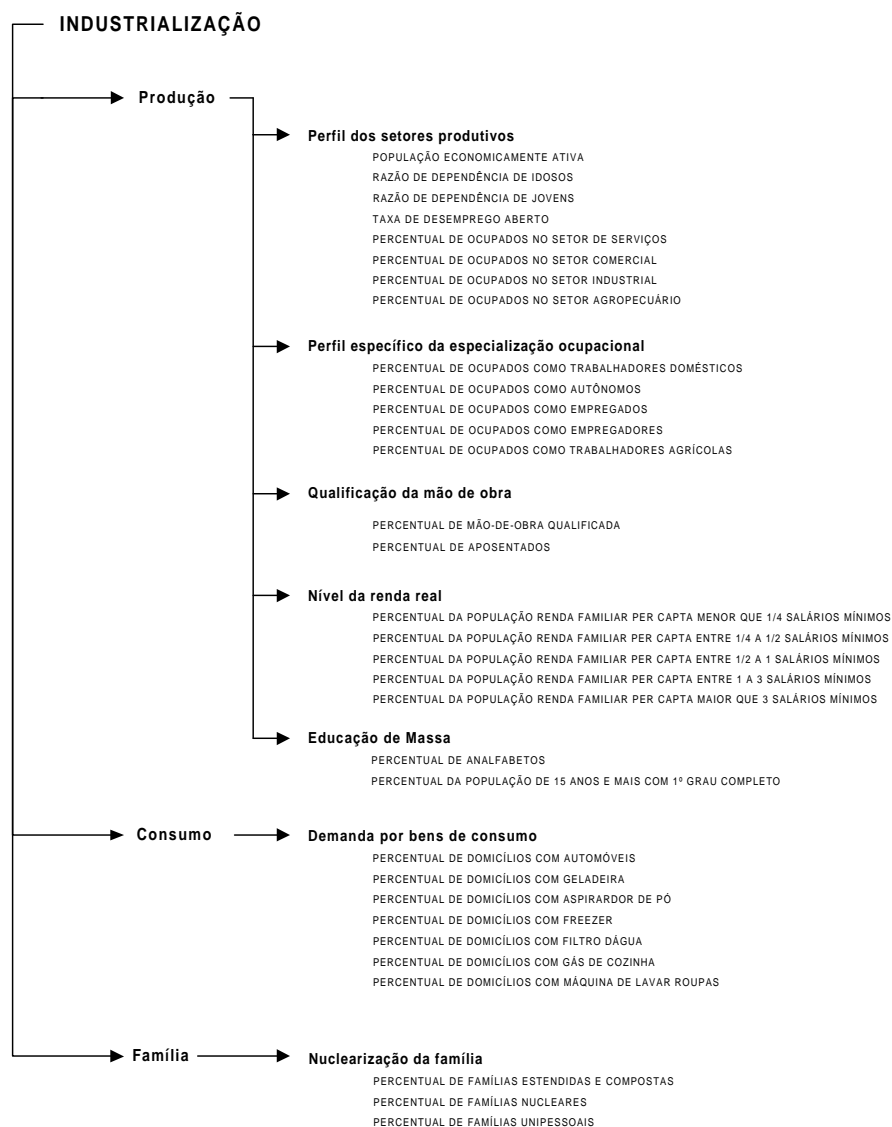 INDUSTRIALIZAÇÃO
Produção
Perfil dos setores produtivos
POPULAÇÃO ECONOMICAMENTE ATIVA
RAZÃO DE DEPENDÊNCIA DE IDOSOS
RAZÃO DE DEPENDÊNCIA DE JOVENS
TAXA DE DESEMPREGO ABERTO
PERCENTUAL DE OCUPADOS NO SETOR DE SERVIÇOS
PERCENTUAL DE OCUPADOS NO SETOR COMERCIAL
PERCENTUAL DE OCUPADOS NO SETOR INDUSTRIAL
PERCENTUAL DE OCUPADOS NO SETOR AGROPECUÁRIO
Perfil específico da especialização ocupacional
PERCENTUAL DE OCUPADOS COMO TRABALHADORES DOMÉSTICOS
PERCENTUAL DE OCUPADOS COMO AUTÔNOMOS
PERCENTUAL DE OCUPADOS COMO EMPREGADOS
PERCENTUAL DE OCUPADOS COMO EMPREGADORES
PERCENTUAL DE OCUPADOS COMO TRABALHADORES AGRÍCOLAS
Qualificação da mão de obra
PERCENTUAL DE MÃO-DE-OBRA QUALIFICADA
PERCENTUAL DE APOSENTADOS
Nível da renda real
PERCENTUAL DA POPULAÇÃO RENDA FAMILIAR PER CAPTA MENOR QUE 1/4 SALÁRIOS MÍNIMOS
PERCENTUAL DA POPULAÇÃO RENDA FAMILIAR PER CAPTA ENTRE 1/4 A 1/2 SALÁRIOS MÍNIMOS
PERCENTUAL DA POPULAÇÃO RENDA FAMILIAR PER CAPTA ENTRE 1/2 A 1 SALÁRIOS MÍNIMOS
PERCENTUAL DA POPULAÇÃO RENDA FAMILIAR PER CAPTA ENTRE 1 A 3 SALÁRIOS MÍNIMOS
PERCENTUAL DA POPULAÇÃO RENDA FAMILIAR PER CAPTA MAIOR QUE 3 SALÁRIOS MÍNIMOS
Educação de Massa
PERCENTUAL DE ANALFABETOS
PERCENTUAL DA POPULAÇÃO DE 15 ANOS E MAIS COM 1º GRAU COMPLETO
Consumo
Demanda por bens de consumo
PERCENTUAL DE DOMICÍLIOS COM AUTOMÓVEIS
PERCENTUAL DE DOMICÍLIOS COM GELADEIRA
PERCENTUAL DE DOMICÍLIOS COM ASPIRARDOR DE PÓ
PERCENTUAL DE DOMICÍLIOS COM FREEZER
PERCENTUAL DE DOMICÍLIOS COM FILTRO DÁGUA
PERCENTUAL DE DOMICÍLIOS COM GÁS DE COZINHA
PERCENTUAL DE DOMICÍLIOS COM MÁQUINA DE LAVAR ROUPAS
Família
Nuclearização da família
PERCENTUAL DE FAMÍLIAS ESTENDIDAS E COMPOSTAS
PERCENTUAL DE FAMÍLIAS NUCLEARES
PERCENTUAL DE FAMÍLIAS UNIPESSOAIS